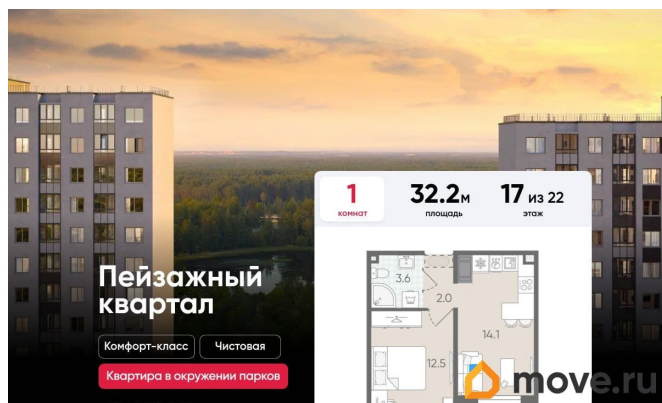 1
комнат
32.2м
площадь
17 из 22
этаж
Пейзажный
квартал
Комфорт-класс
Чистовая
Квартира в окружении парков
3.6
2.0
14.1
12.5
move.ru